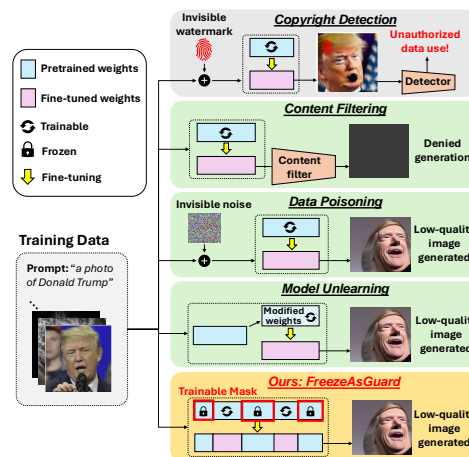 Copyright Detection
Invisible
watermark
Unauthorized
data use!
Detector
Pretrained weights
Fine-tuned weights
Trainable
Frozen
Fine-tuning
Content Filtering
Content
filter
Denied
generation
Data Poisoning
Invisible noise
Low-quality
image
generated
Training Data
Prompt: “a photo
of Donald Trump”
Model Unlearning
Modified
weights
Low-quality
image
generated
Ours: FreezeAsGuard
Trainable Mask
Low-quality
image
generated